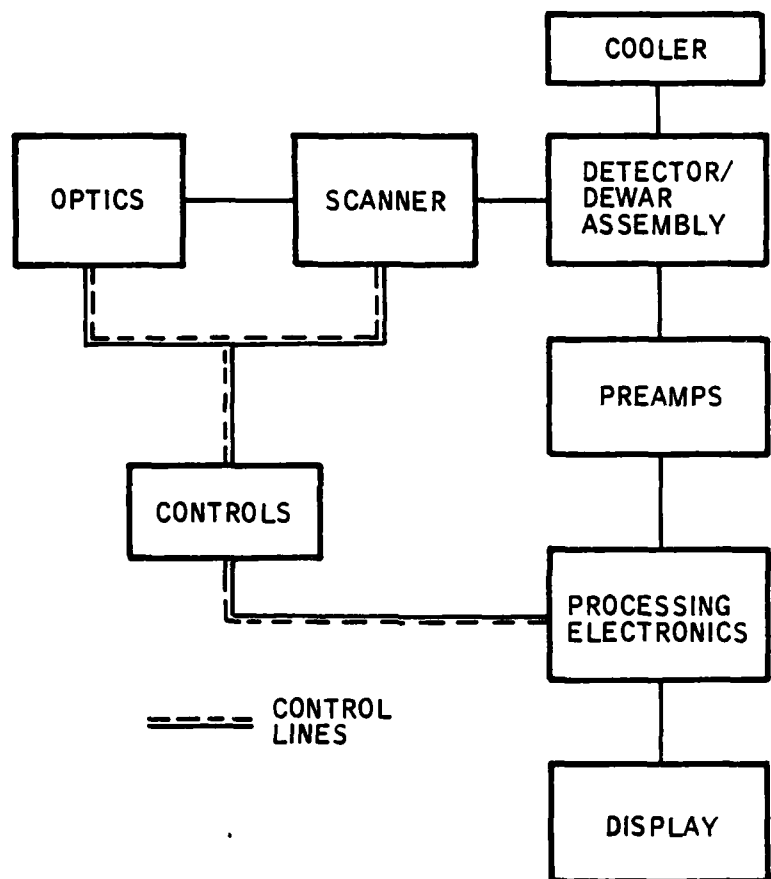 COOLER
OPTICS
SCANNER
DETECTOR/
DEWAR
ASSEMBLY
PREAMPS
CONTROLS
PROCESSING
ELECTRONICS
CONTROL
LINES
DISPLAY